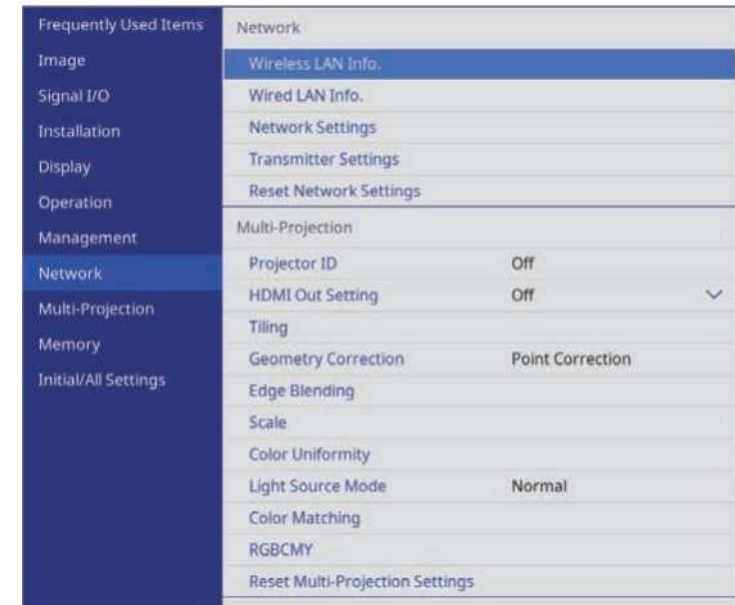 Frequently Used Items
Image
Signal I/O
Installation
Display
Operation
Management
Network
Multi-Projection
Memory
Initial/All Settings
Network
Wireless LAN Info.
Wired LAN Info.
Network Settings
Transmitter Settings
Reset Network Settings
Multi-Projection
Projector ID Off
HDMI Out Setting Off
Tiling
Geometry Correction Point Correction
Edge Blending
Scale
Color Uniformity
Light Source Mode Normal
Color Matching
RGBCMY
Reset Multi-Projection Settings